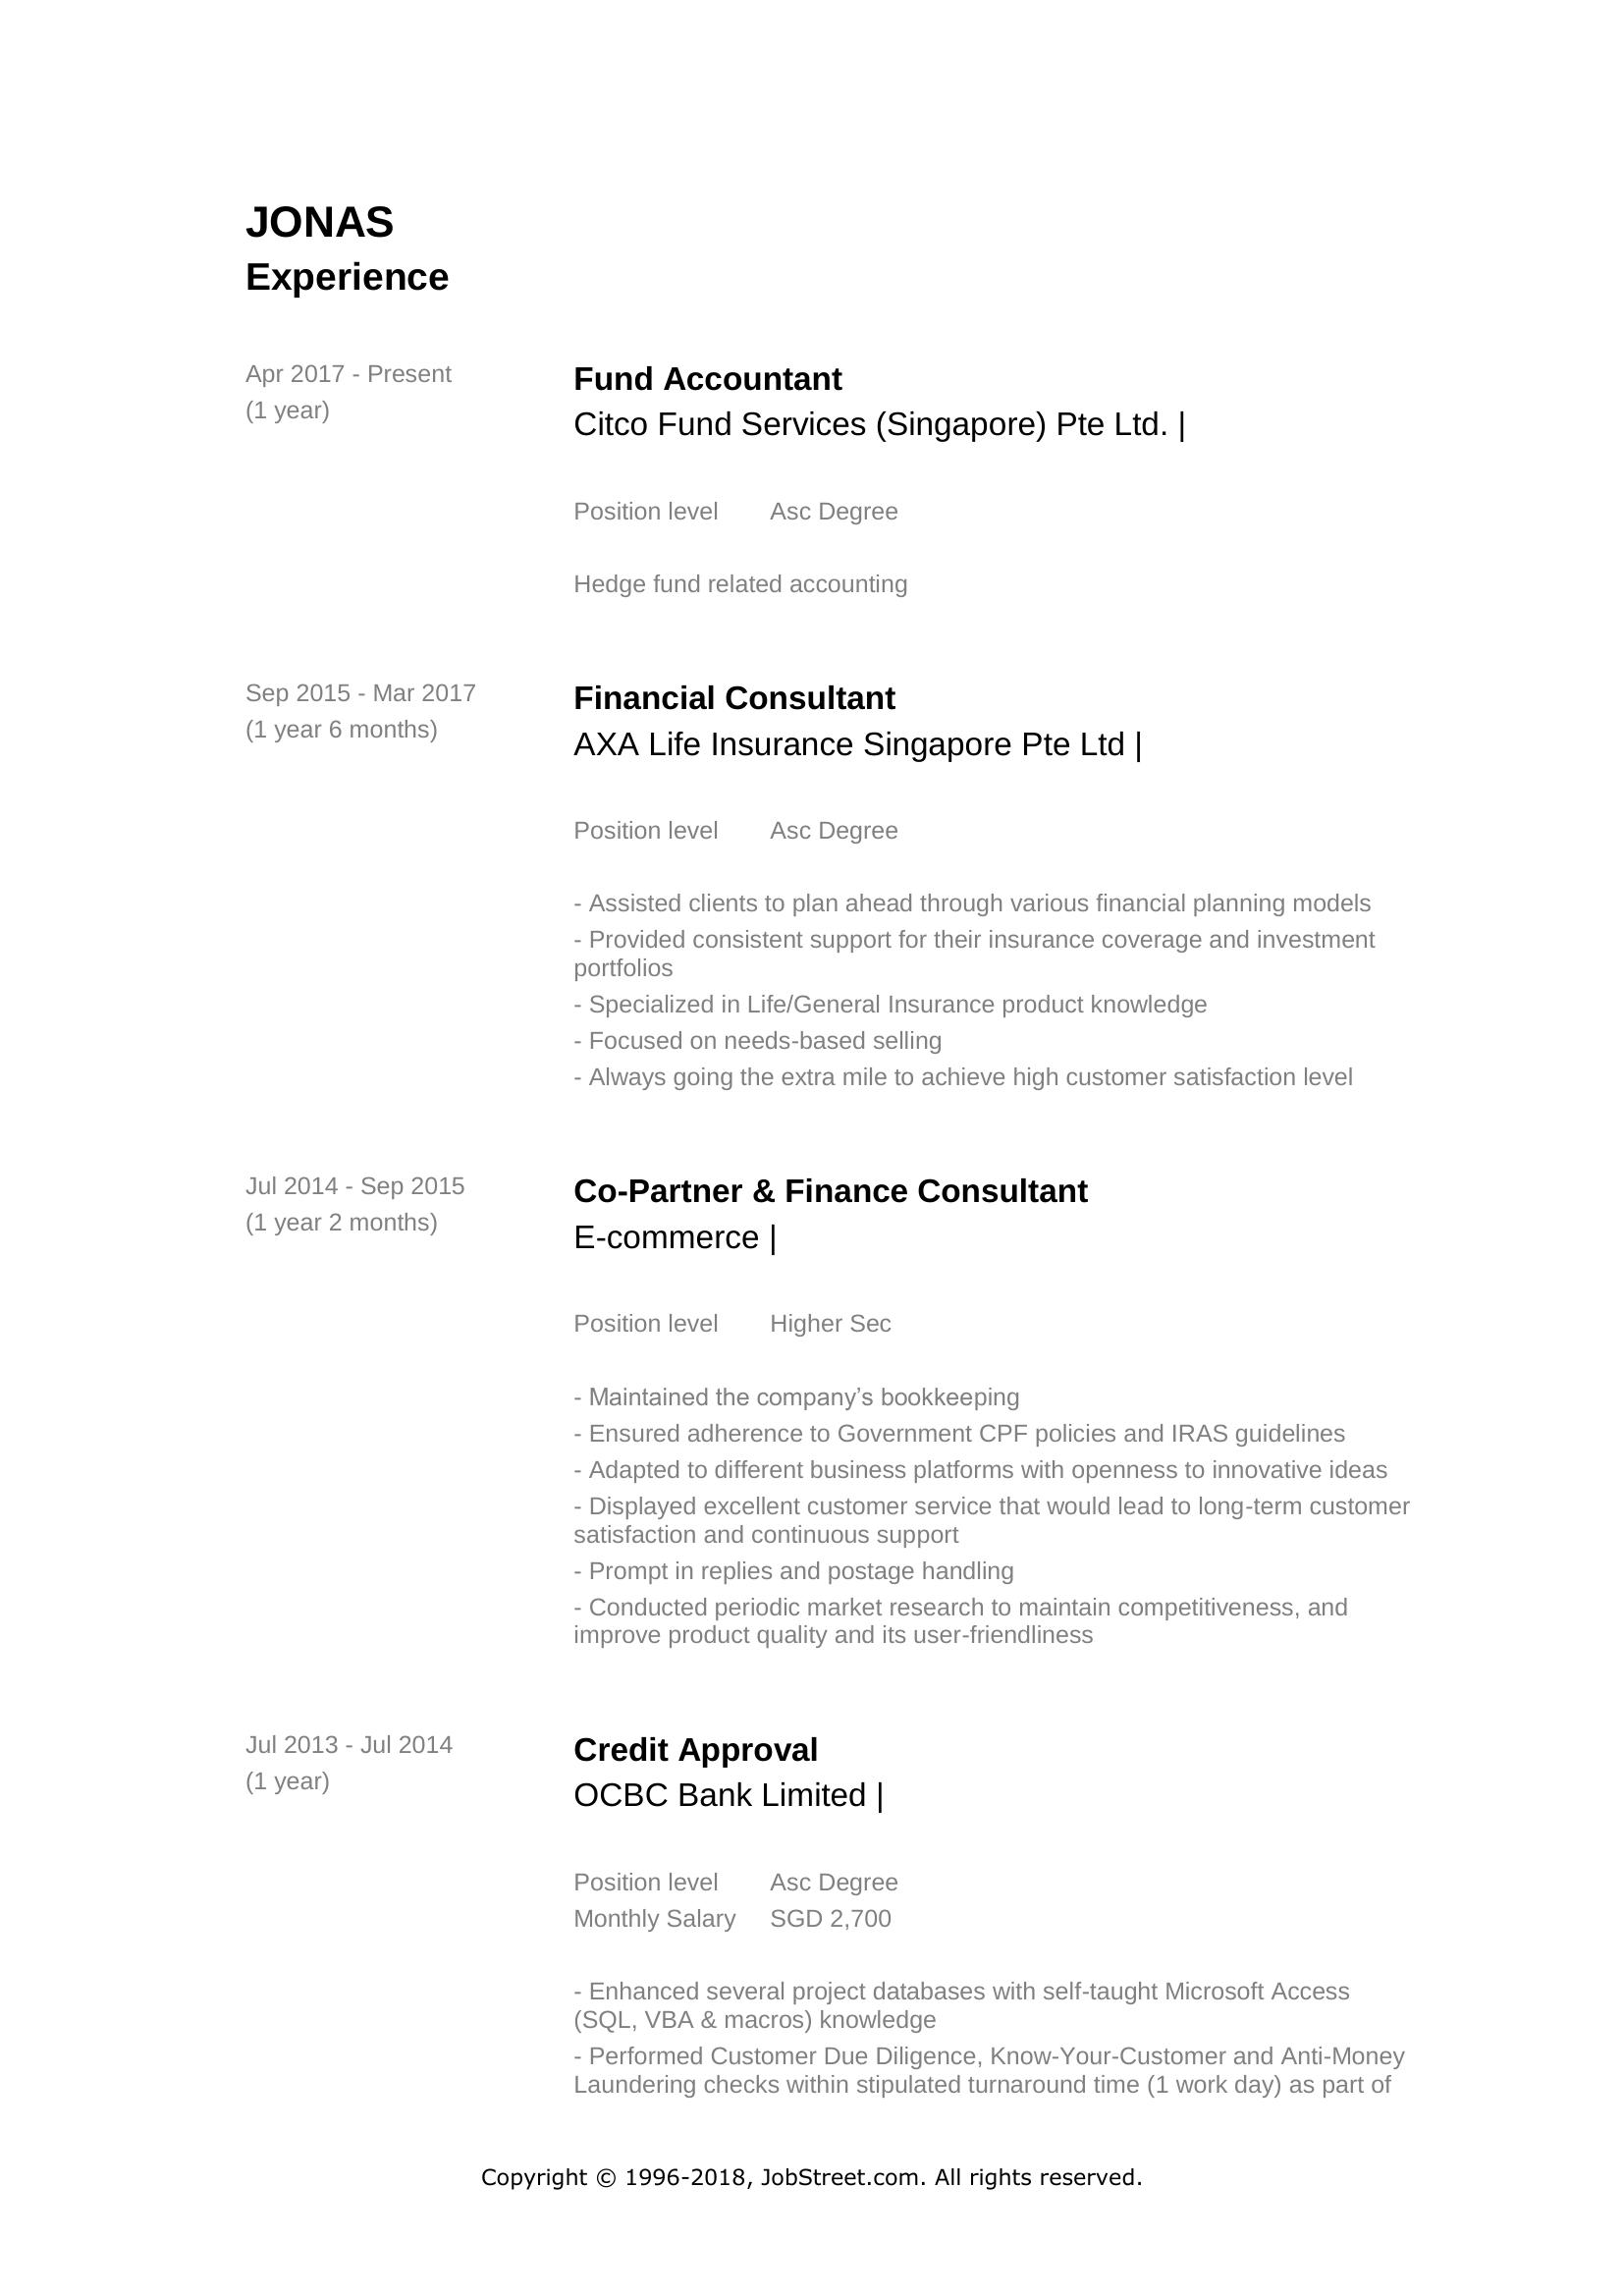 JONAS
Experience
Apr 2017 - Present
(1 year)
Fund Accountant
Citco Fund Services (Singapore) Pte Ltd. |
Position level Asc Degree
Hedge fund related accounting
Sep 2015 - Mar 2017
(1 year 6 months)
Financial Consultant
AXA Life Insurance Singapore Pte Ltd |
Position level Asc Degree
- Assisted clients to plan ahead through various financial planning models
- Provided consistent support for their insurance coverage and investment
portfolios
- Specialized in Life/General Insurance product knowledge
- Focused on needs-based selling
- Always going the extra mile to achieve high customer satisfaction level
Jul 2014 - Sep 2015
(1 year 2 months)
Co-Partner & Finance Consultant
E-commerce |
Position level Higher Sec
- Maintained the company’s bookkeeping
- Ensured adherence to Government CPF policies and IRAS guidelines
- Adapted to different business platforms with openness to innovative ideas
- Displayed excellent customer service that would lead to long-term customer
satisfaction and continuous support
- Prompt in replies and postage handling
- Conducted periodic market research to maintain competitiveness, and
improve product quality and its user-friendliness
Jul 2013 - Jul 2014
(1 year)
Credit Approval
OCBC Bank Limited |
Position level Asc Degree
Monthly Salary SGD 2,700
- Enhanced several project databases with self-taught Microsoft Access
(SQL, VBA & macros) knowledge
- Performed Customer Due Diligence, Know-Your-Customer and Anti-Money
Laundering checks within stipulated turnaround time (1 work day) as part of
Copyright © 1996-2018, JobStreet.com. All rights reserved.